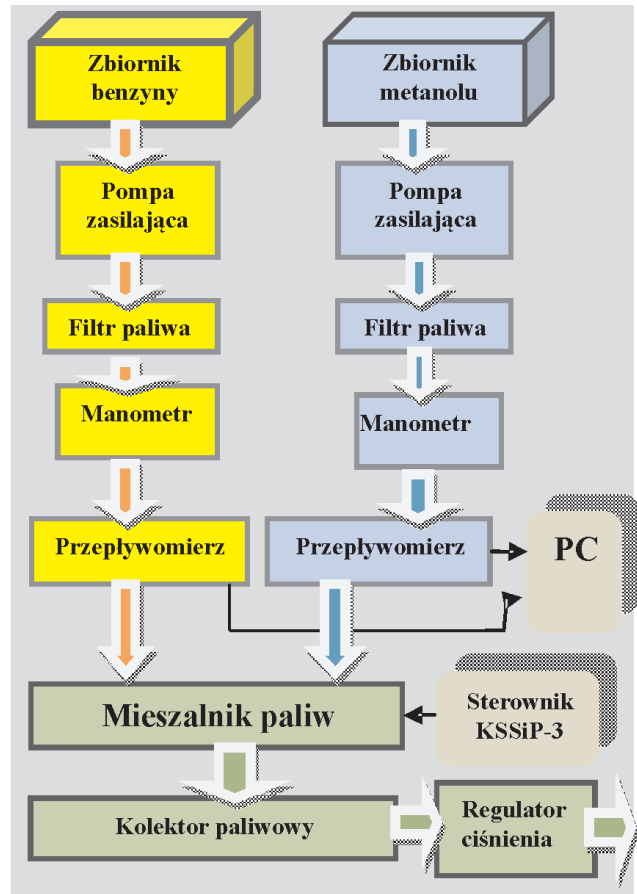 Zbiornik
benzyny
Zbiornik
metanolu
Pompa
zasilająca
Pompa
zasilająca
Filtr paliwa
Filtr paliwa
Manometr
Manometr
Przepływomierz
Przepływomierz
PC
Mieszalnik paliw
Sterownik
KSSiP-3
Kolektor paliwowy
Regulator
ciśnienia